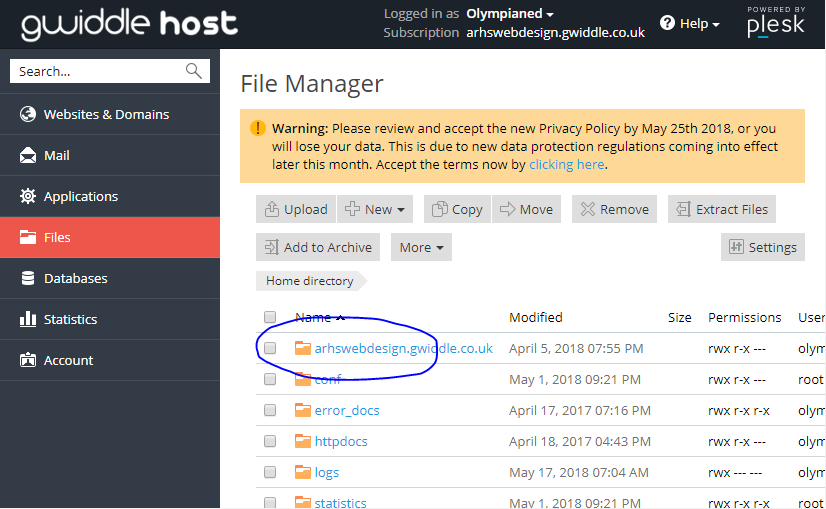 gwiddle host
Logged in as Olympianed
Subscription arhswebdesign.gwiddle.co.uk
Help
POWERED BY
plesk
Search...
Websites & Domains
Mail
Applications
Files
Databases
Statistics
Account
File Manager
Warning: Please review and accept the new Privacy Policy by May 25th 2018, or you
will lose your data. This is due to new data protection regulations coming into effect
later this month. Accept the terms now by clicking here.
Upload New Copy Move Remove Extract Files
Add to Archive More Settings
Home directory
Name Modified Size Permissions User
arhswebdesign.gwiddle.co.uk April 5, 2018 07:55 PM rwx r-x --- olym
conf May 1, 2018 09:21 PM rwx r-x --- root
error_docs April 17, 2017 07:16 PM rwx r-x r-x olym
httpdocs April 18, 2017 04:43 PM rwx r-x --- olym
logs May 17, 2018 07:04 AM rwx --- --- olym
statistics May 1, 2018 09:21 PM rwx r-x r-x root